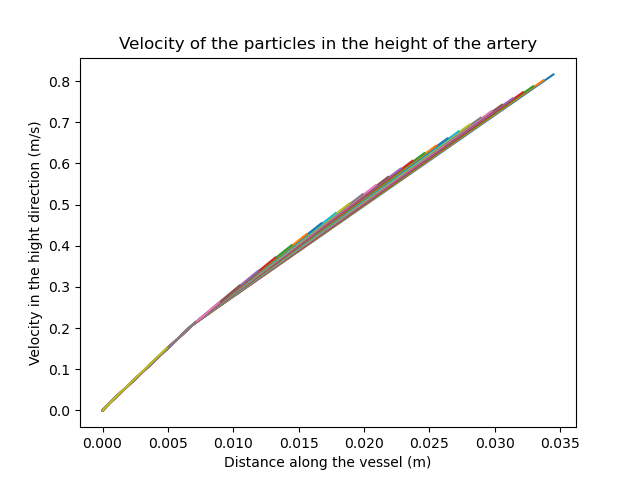 Velocity of the particles in the height of the artery
Velocity in the hight direction (m/s)
0.8
0.7
0.6
0.5
0.4
0.3
0.2
0.1
0.0
0.000 0.005 0.010 0.015 0.020 0.025 0.030 0.035
Distance along the vessel (m)